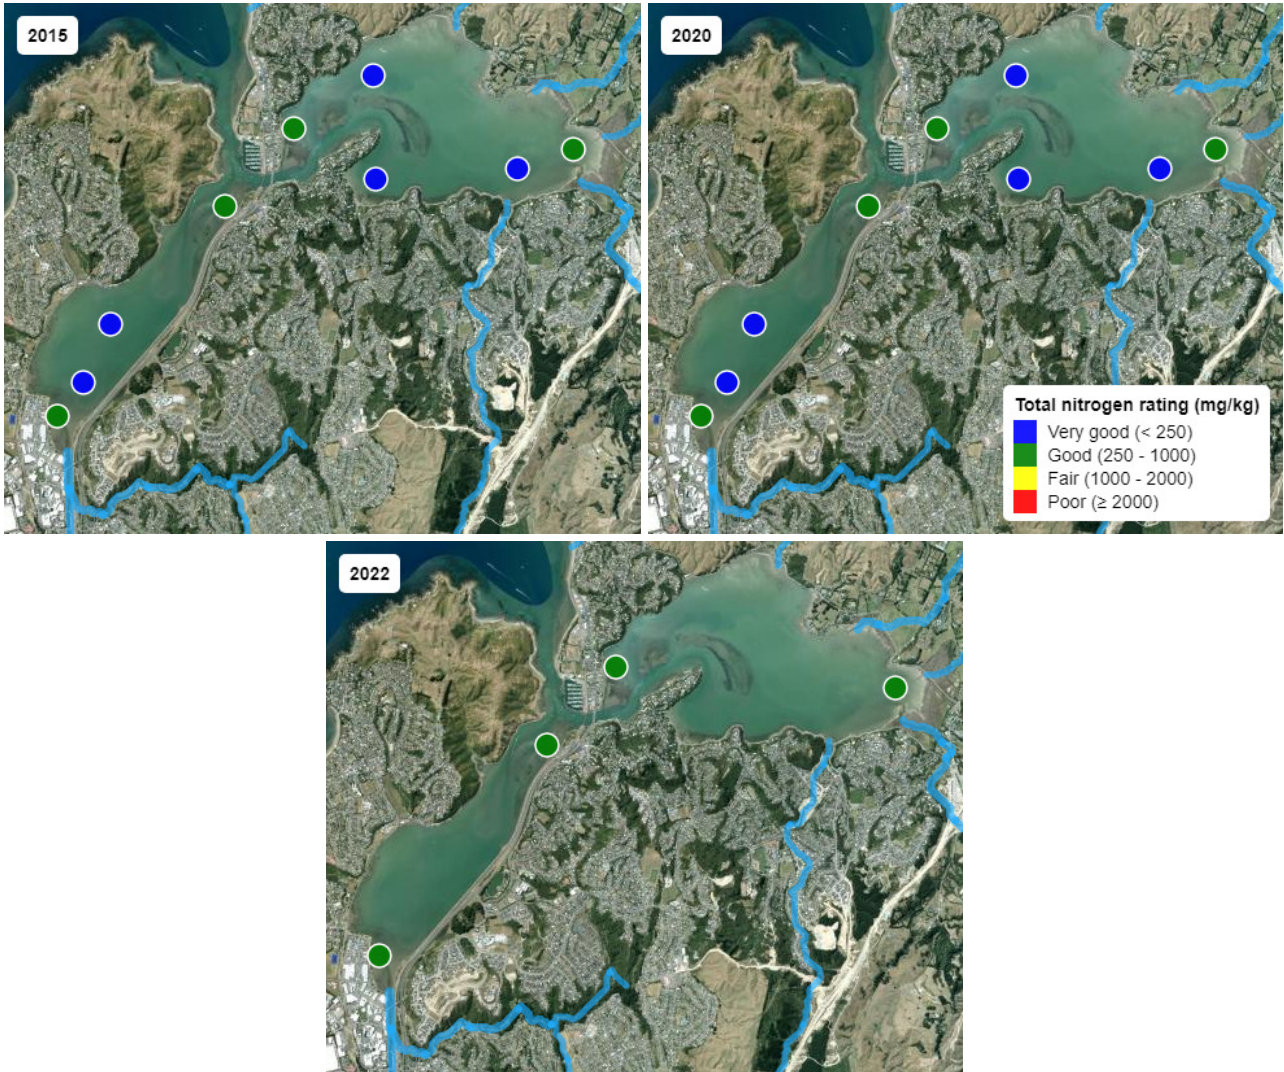 2015
2020
Total nitrogen rating (mg/kg)
Very good (< 250)
Good (250 - 1000)
Fair (1000 - 2000)
Poor (≥ 2000)
2022